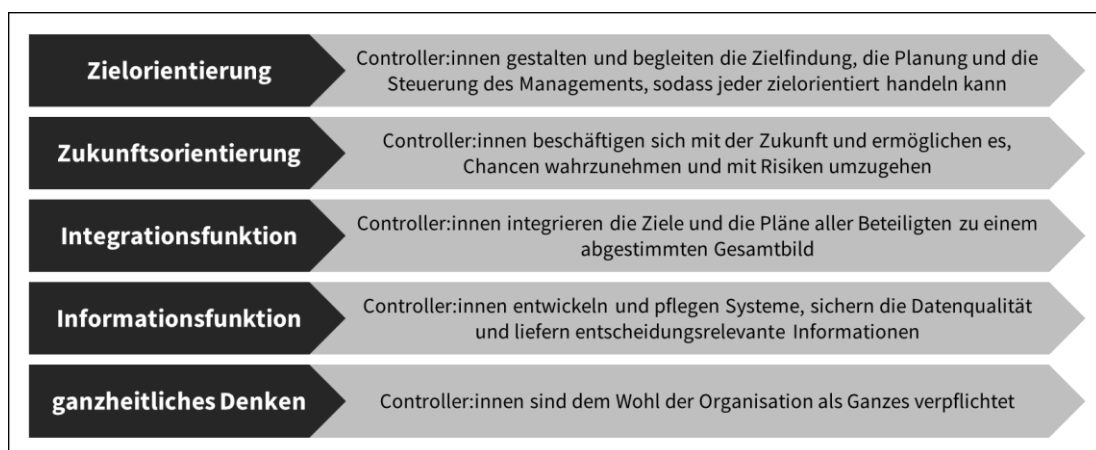 Zielorientierung
Controller:innen gestalten und begleiten die Zielfindung, die Planung und die
Steuerung des Managements, sodass jeder zielorientiert handeln kann
Zukunftsorientierung
Controller:innen beschäftigen sich mit der Zukunft und ermöglichen es,
Chancen wahrzunehmen und mit Risiken umzugehen
Integrationsfunktion
Controller:innen integrieren die Ziele und die Pläne aller Beteiligten zu einem
abgestimmten Gesamtbild
Informationsfunktion
Controller:innen entwickeln und pflegen Systeme, sichern die Datenqualität
und liefern entscheidungsrelevante Informationen
ganzheitliches Denken
Controller:innen sind dem Wohl der Organisation als Ganzes verpflichtet